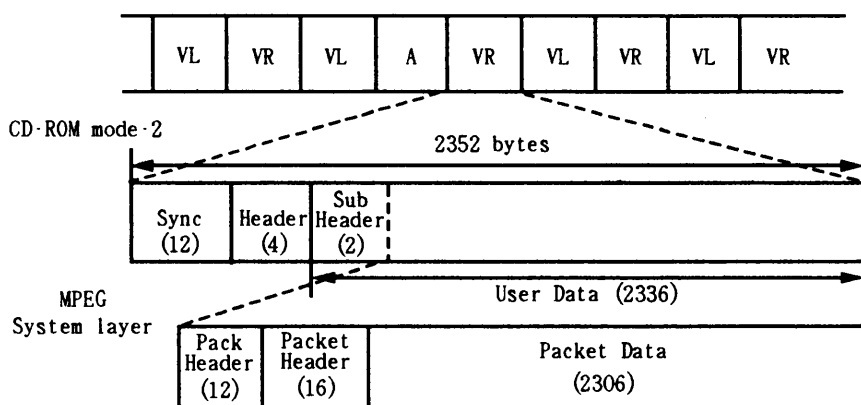 VL VR VL A VR VL VR VL VR
CD-ROM mode-2
2352 bytes
Sync
(12)
Header
(4)
Sub
Header
(2)
User Data (2336)
MPEG
System layer
Pack
Header
(12)
Packet
Header
(16)
Packet Data
(2306)